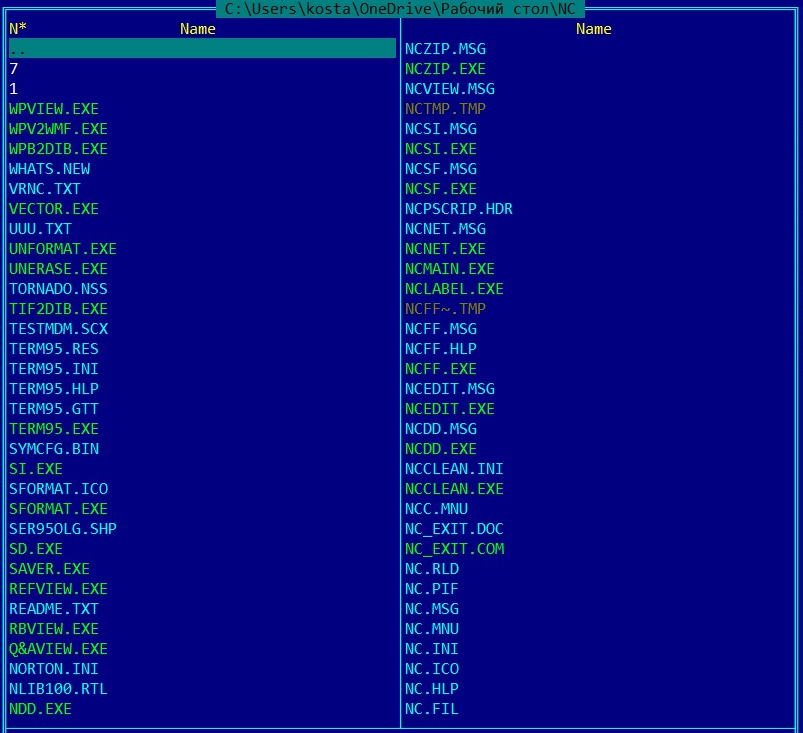 C:\Users\kosta\OneDrive\Рабочий стол\NC
N* Name
..
7
1
WPVIEW.EXE
WPV2WMF.EXE
WPB2DIB.EXE
WHATS.NEW
VRNC.TXT
VECTOR.EXE
UUU.TXT
UNFORMAT.EXE
UNERASE.EXE
TORNADO.NSS
TIF2DIB.EXE
TESTMDM.SCX
TERM95.RES
TERM95.INI
TERM95.HLP
TERM95.GTT
TERM95.EXE
SYMCFG.BIN
SI.EXE
SFORMAT.ICO
SFORMAT.EXE
SER95OLG.SHP
SD.EXE
SAVER.EXE
REFVIEW.EXE
README.TXT
RBVIEW.EXE
Q&AVIEW.EXE
NORTON.INI
NLIB100.RTL
NDD.EXE
Name
NCZIP.MSG
NCZIP.EXE
NCVIEW.MSG
NCTMP.TMP
NCSI.MSG
NCSI.EXE
NCSF.MSG
NCSF.EXE
NCPSCRIP.HDR
NCNET.MSG
NCNET.EXE
NCMAIN.EXE
NCLABEL.EXE
NCFF~.TMP
NCFF.MSG
NCFF.HLP
NCFF.EXE
NCEDIT.MSG
NCEDIT.EXE
NCDD.MSG
NCDD.EXE
NCCLEAN.INI
NCCLEAN.EXE
NCC.MNU
NC_EXIT.DOC
NC_EXIT.COM
NC.RLD
NC.PIF
NC.MSG
NC.MNU
NC.INI
NC.ICO
NC.HLP
NC.FIL